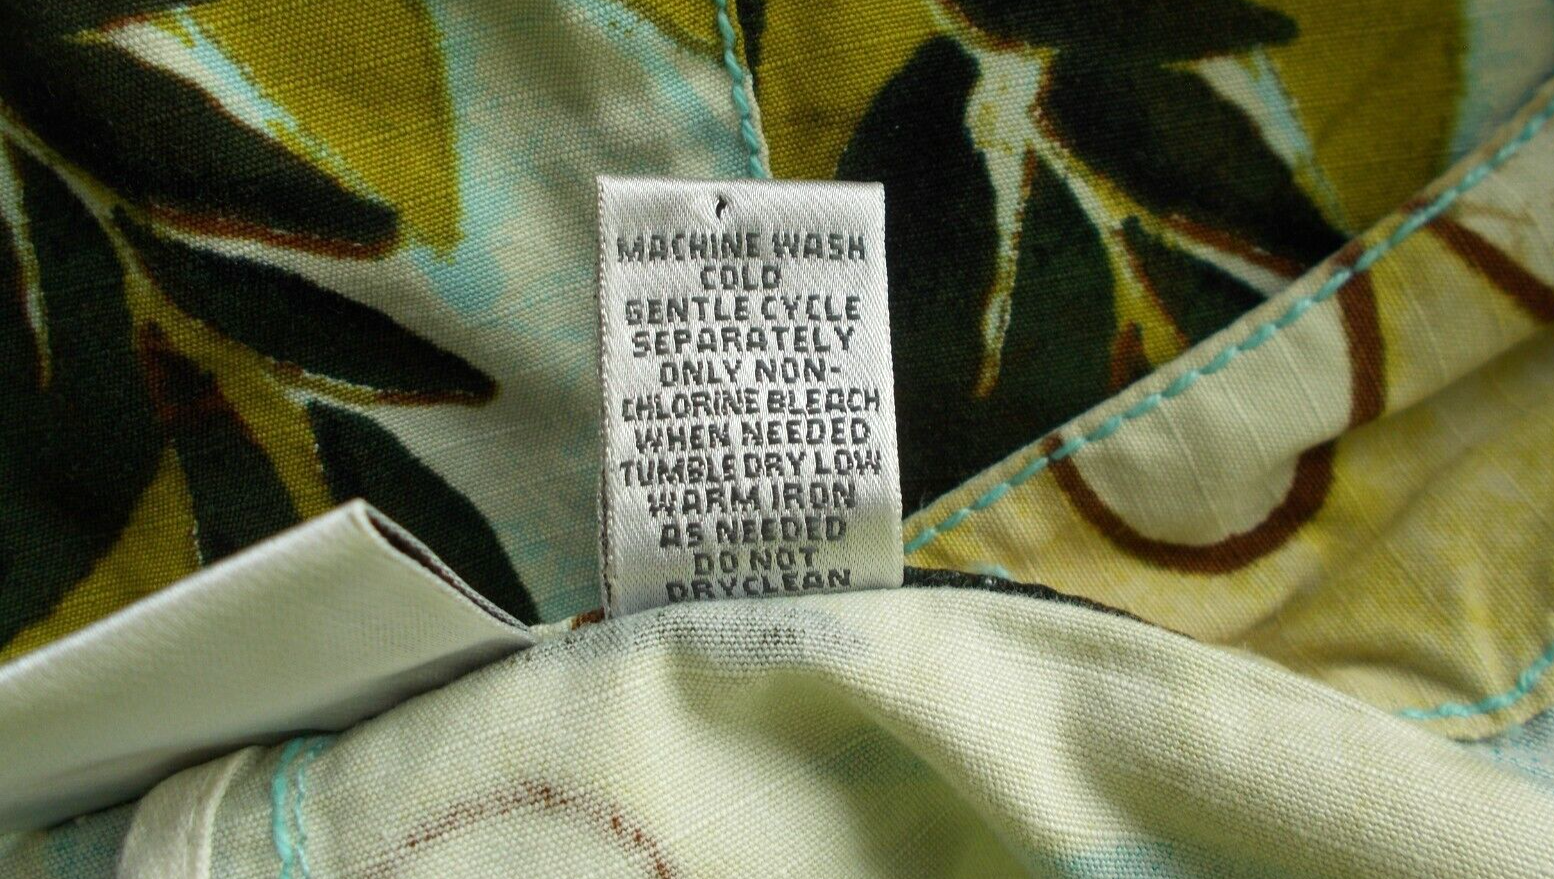 MACHINE WASH
COLD
GENTLE CYCLE
SEPARATELY
ONLY NON-
CHLORINE BLEACH
WHEN NEEDED
TUMBLE DRY LOW
WARM IRON
AS NEEDED
DO NOT
DRYCLEAN